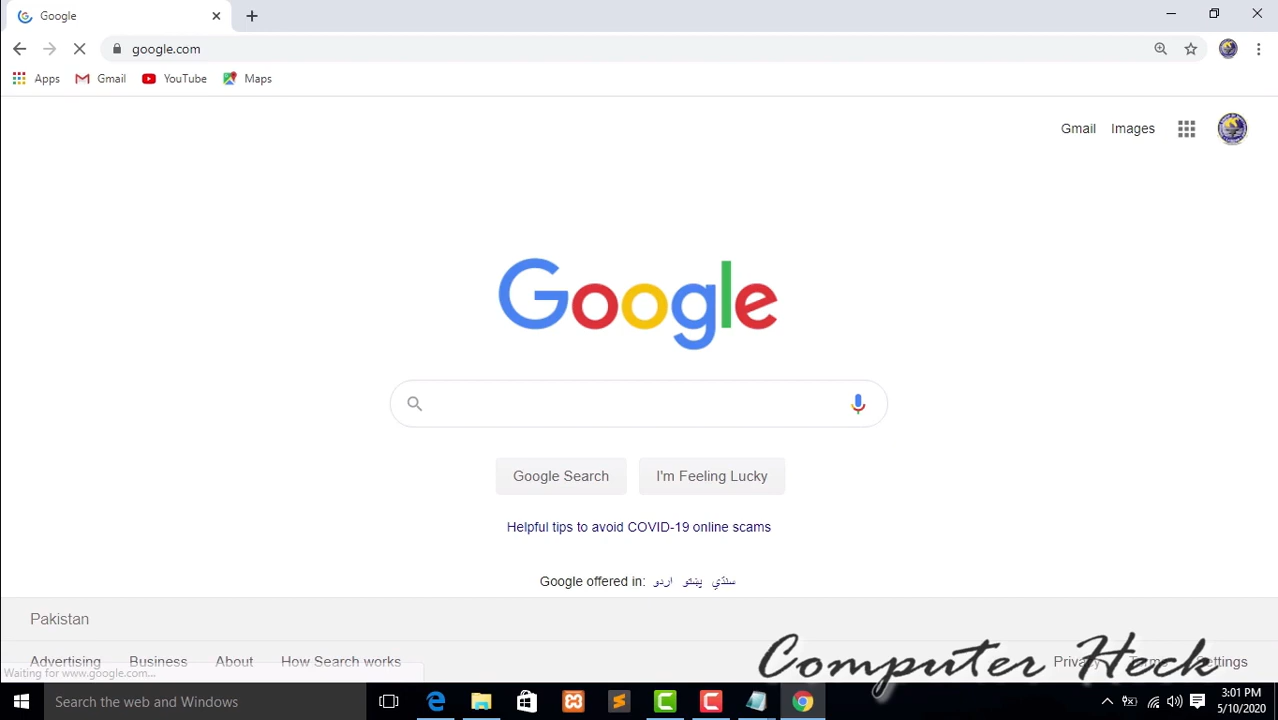 Google
google.com
Apps Gmail YouTube Maps
Gmail Images
Google
Google Search I'm Feeling Lucky
Helpful tips to avoid COVID-19 online scams
Google offered in: اردو پښتو سنڌي
Pakistan
Advertising Business About How Search works Privacy Terms Settings
Waiting for www.google.com...
Computer Heck
Search the web and Windows
3:01 PM
5/10/2020